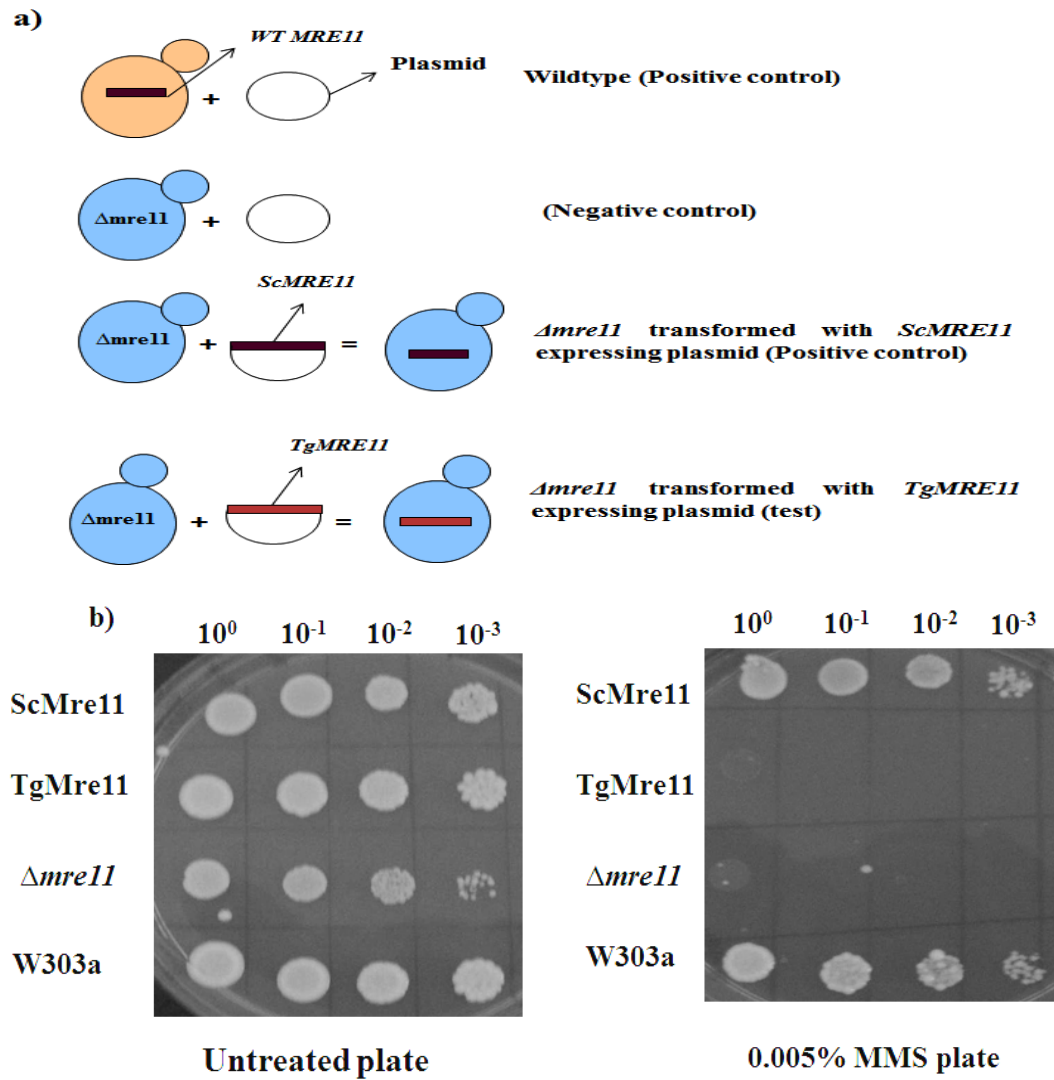 a)
WT MRE11
Plasmid
+
Wildtype (Positive control)
Δmre11
+
(Negative control)
ScMRE11
Δmre11
+
=
Δmre11 transformed with ScMRE11
expressing plasmid (Positive control)
TgMRE11
Δmre11
+
=
Δmre11 transformed with TgMRE11
expressing plasmid (test)
b)
10⁰ 10⁻¹ 10⁻² 10⁻³
ScMre11
TgMre11
Δmre11
W303a
Untreated plate
10⁰ 10⁻¹ 10⁻² 10⁻³
ScMre11
TgMre11
Δmre11
W303a
0.005% MMS plate